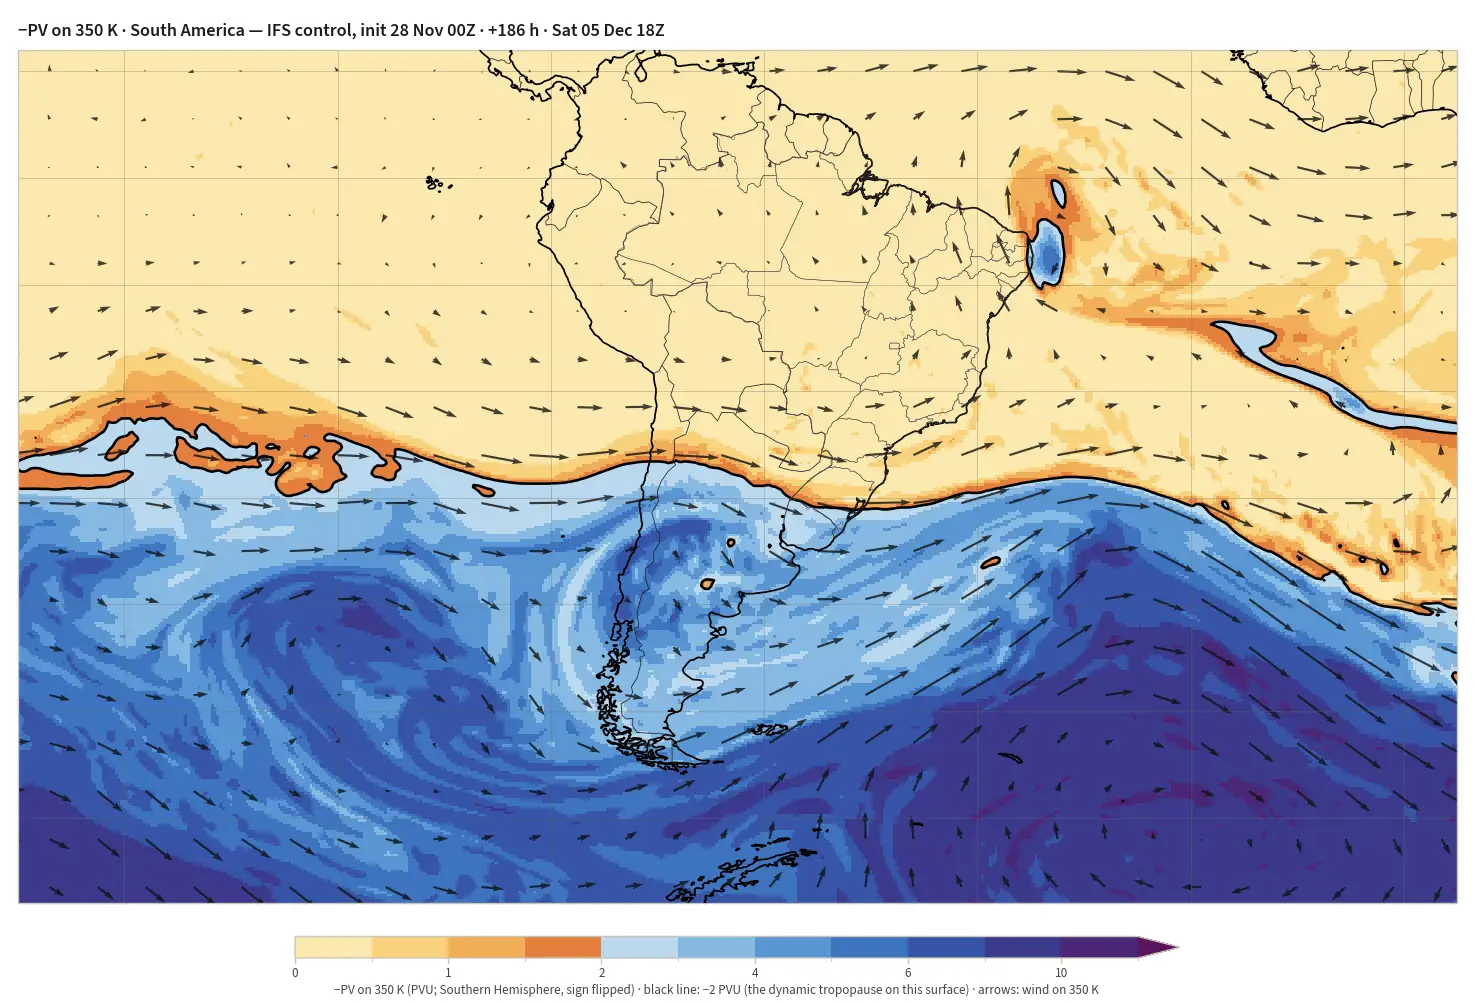 −PV on 350 K · South America — IFS control, init 28 Nov 00Z · +186 h · Sat 05 Dec 18Z
0 1 2 4 6 10
−PV on 350 K (PVU; Southern Hemisphere, sign flipped) · black line: −2 PVU (the dynamic tropopause on this surface) · arrows: wind on 350 K